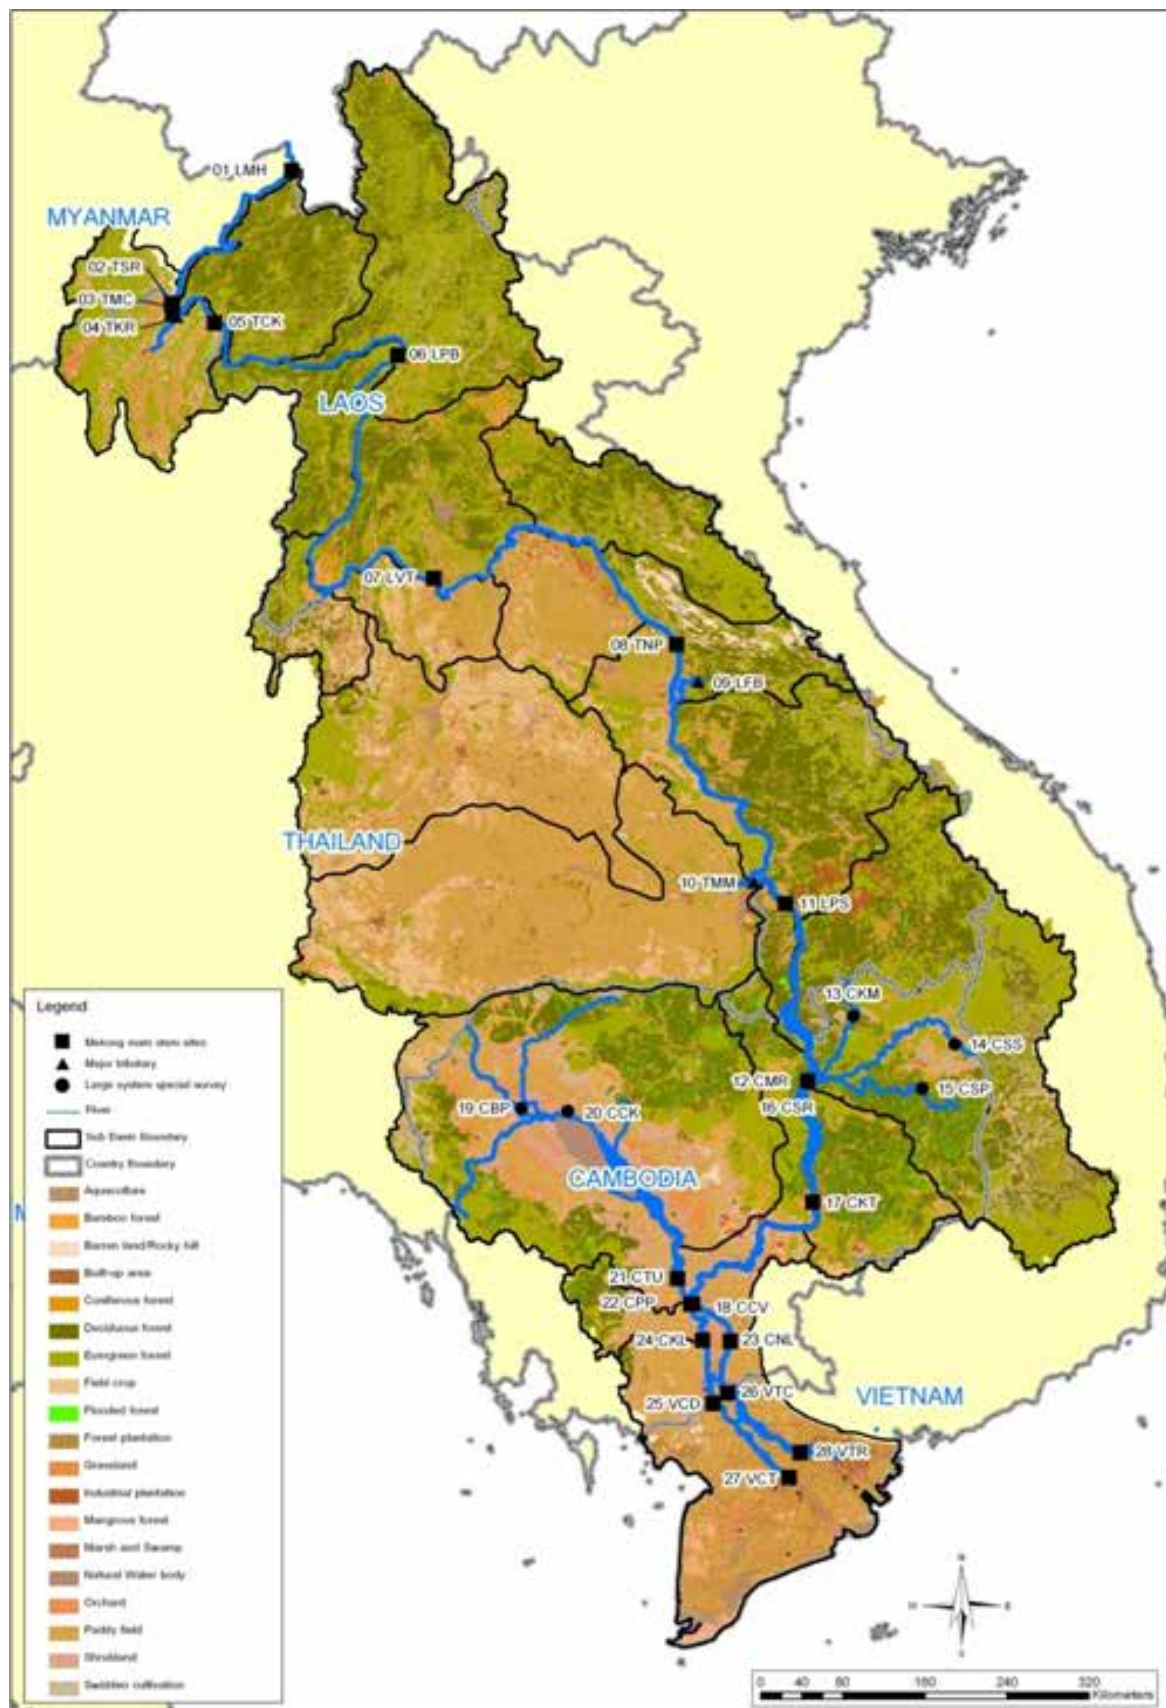 01 LMH
MYANMAR
02 TSR
03 TMC
04 TKR
05 TCK
06 LPB
LAOS
07 LVT
08 TNP
09 LFB
THAILAND
10 TMM
11 LPS
13 CKM
14 CSS
12 CMR
15 CSP
16 CSR
19 CBP
20 CCK
CAMBODIA
17 CKT
21 CTU
22 CPP
18 CCV
24 CKL
23 CNL
26 VTC
25 VCD
VIETNAM
28 VTR
27 VCT
M
Legend
Mekong main stem sites
Major tributary
Large system special survey
River
Sub Basin Boundary
Country Boundary
Aquaculture
Bamboo forest
Barren land/Rocky hill
Built-up area
Coniferous forest
Deciduous forest
Evergreen forest
Field crop
Flooded forest
Forest plantation
Grassland
Industrial plantation
Mangrove forest
Marsh and Swamp
Natural Water body
Orchard
Paddy field
Shrubland
Swidden cultivation
N
E
S
0 40 80 160 240 320
Kilometers